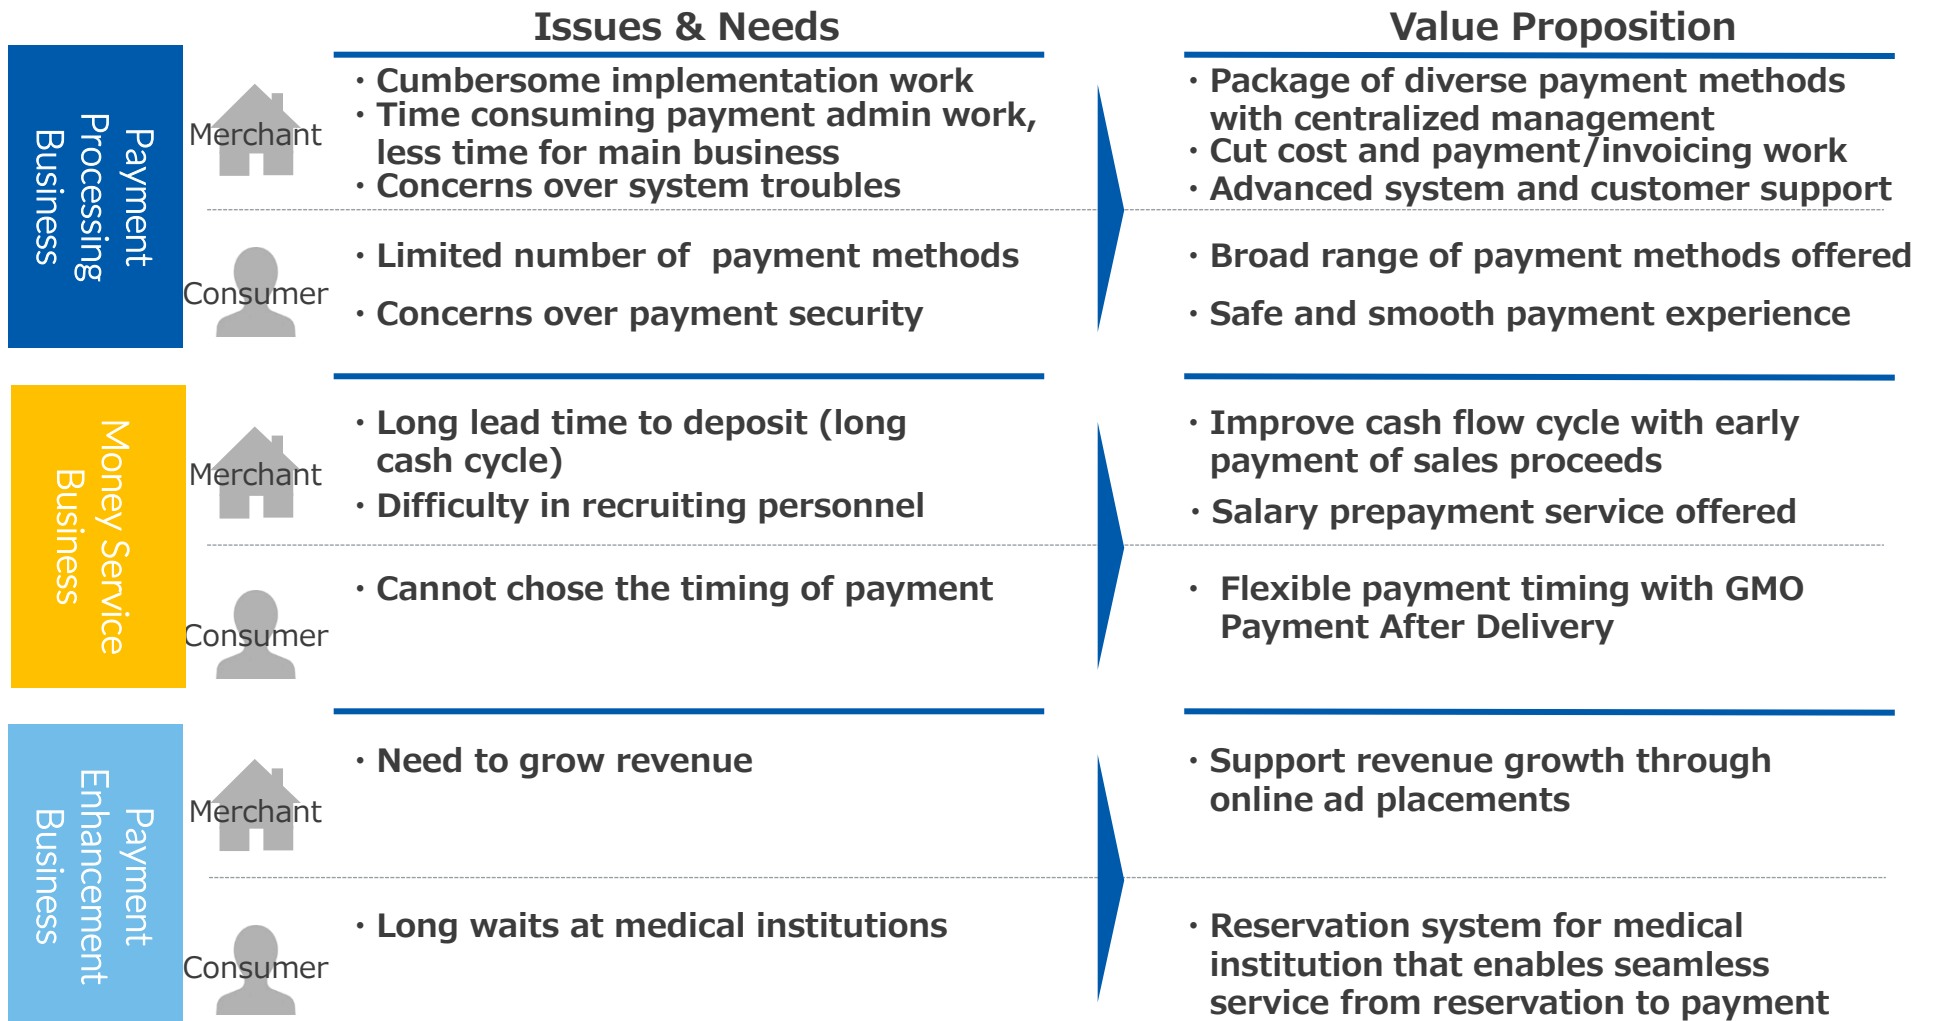 Issues & Needs
Value Proposition
Payment
Processing
Business
Merchant
・Cumbersome implementation work
・Time consuming payment admin work,
less time for main business
・Concerns over system troubles
・Package of diverse payment methods
with centralized management
・Cut cost and payment/invoicing work
・Advanced system and customer support
Consumer
・Limited number of payment methods
・Concerns over payment security
・Broad range of payment methods offered
・Safe and smooth payment experience
Money Service
Business
Merchant
・Long lead time to deposit (long
cash cycle)
・Difficulty in recruiting personnel
・Improve cash flow cycle with early
payment of sales proceeds
・Salary prepayment service offered
Consumer
・Cannot chose the timing of payment
・Flexible payment timing with GMO
Payment After Delivery
Payment
Enhancement
Business
Merchant
・Need to grow revenue
・Support revenue growth through
online ad placements
Consumer
・Long waits at medical institutions
・Reservation system for medical
institution that enables seamless
service from reservation to payment